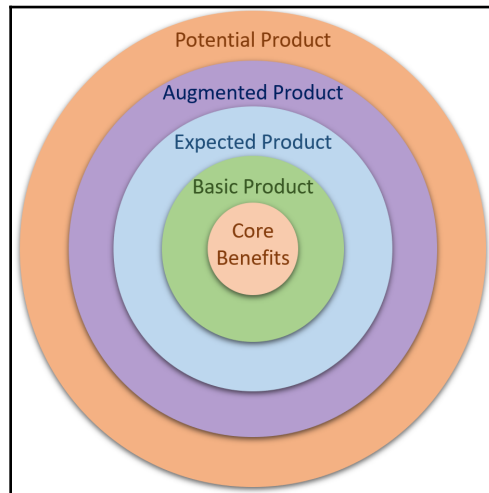 Potential Product
Augmented Product
Expected Product
Basic Product
Core
Benefits